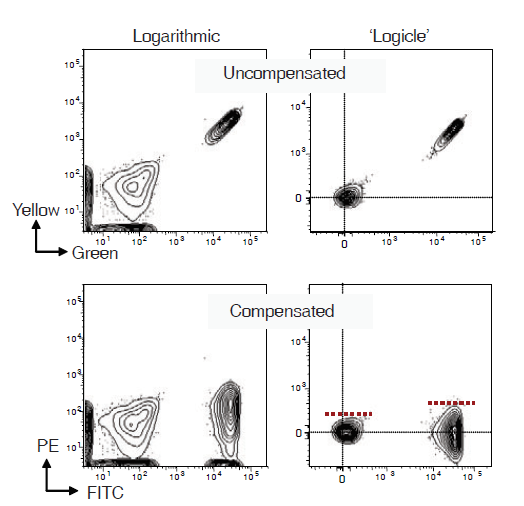 Logarithmic
'Logicle'
Uncompensated
10⁵
10⁴
10³
10²
10¹
10¹ 10² 10³ 10⁴ 10⁵
10⁴
10³
0
0 10³ 10⁴ 10⁵
Yellow
Green
Compensated
10⁵
10⁴
10³
10²
10¹
10¹ 10² 10³ 10⁴ 10⁵
10⁴
10³
0
0 10³ 10⁴ 10⁵
PE
FITC